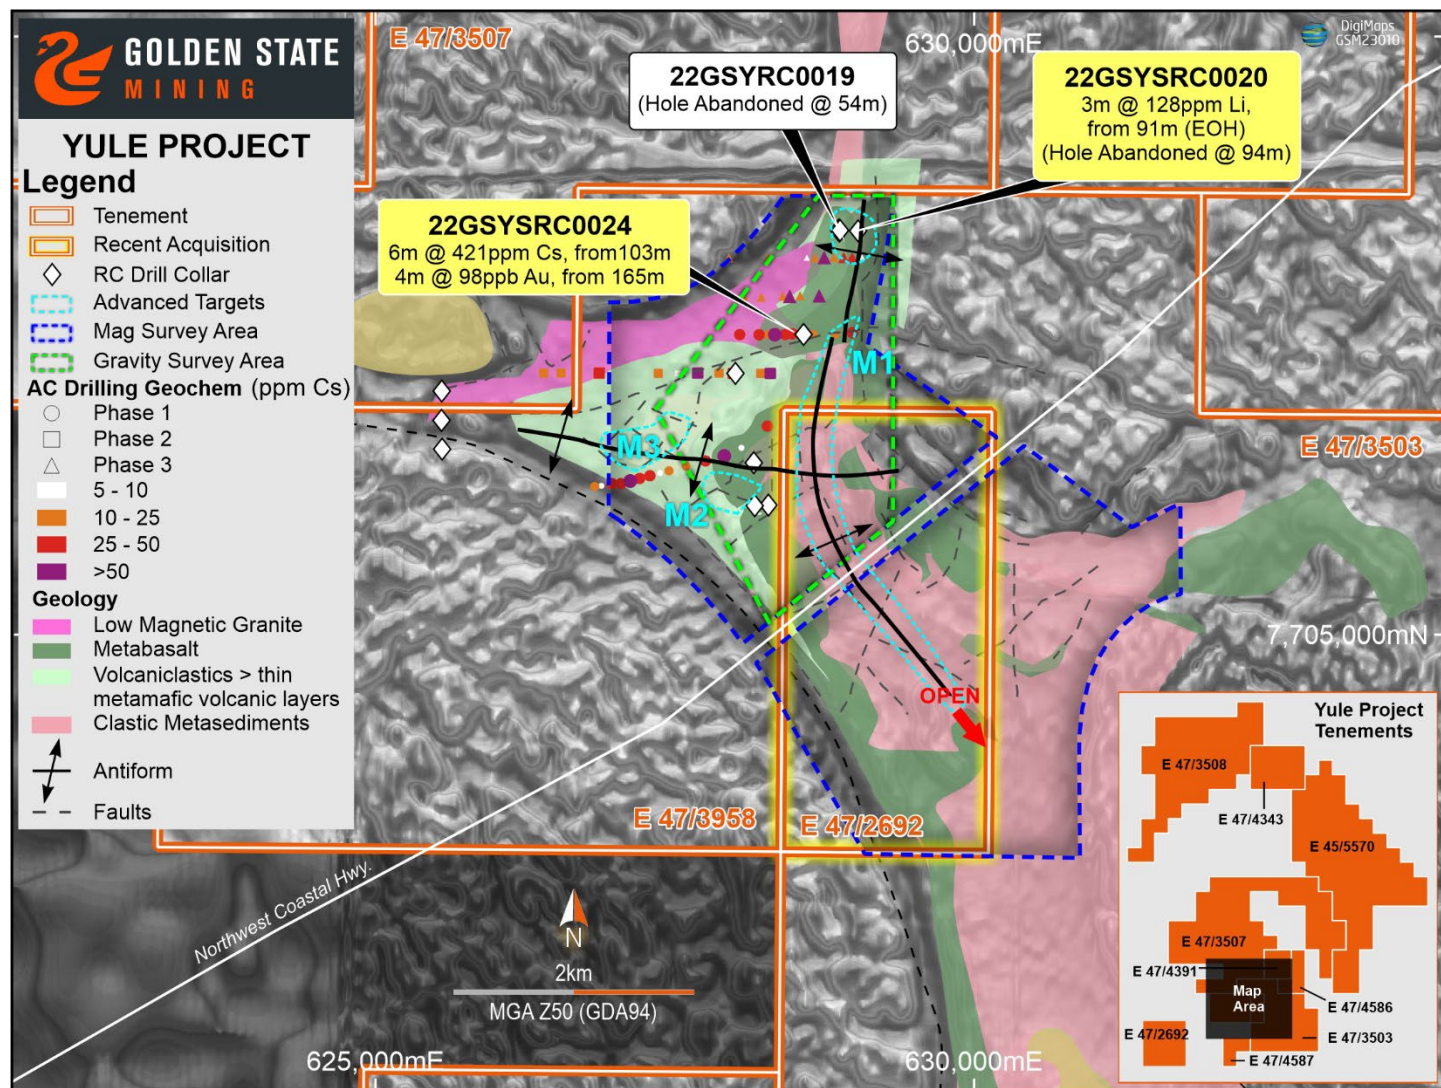 GOLDEN STATE
MINING
YULE PROJECT
Legend
Tenement
Recent Acquisition
RC Drill Collar
Advanced Targets
Mag Survey Area
Gravity Survey Area
AC Drilling Geochem (ppm Cs)
Phase 1
Phase 2
Phase 3
5 - 10
10 - 25
25 - 50
>50
Geology
Low Magnetic Granite
Metabasalt
Volcaniclastics > thin
metamafic volcanic layers
Clastic Metasediments
Antiform
Faults
E 47/3507
630,000mE
DigiMaps
GSM23010
22GSYRC0019
(Hole Abandoned @ 54m)
22GSYSRC0020
3m @ 128ppm Li,
from 91m (EOH)
(Hole Abandoned @ 94m)
22GSYSRC0024
6m @ 421ppm Cs, from103m
4m @ 98ppb Au, from 165m
M1
M3
M2
E 47/3503
7,705,000mN
OPEN
E 47/3958
E 47/2692
Northwest Coastal Hwy.
N
2km
MGA Z50 (GDA94)
625,000mE
630,000mE
Yule Project
Tenements
E 47/3508
E 47/4343
E 45/5570
E 47/3507
E 47/4391
Map
Area
E 47/4586
E 47/2692
E 47/3503
E 47/4587